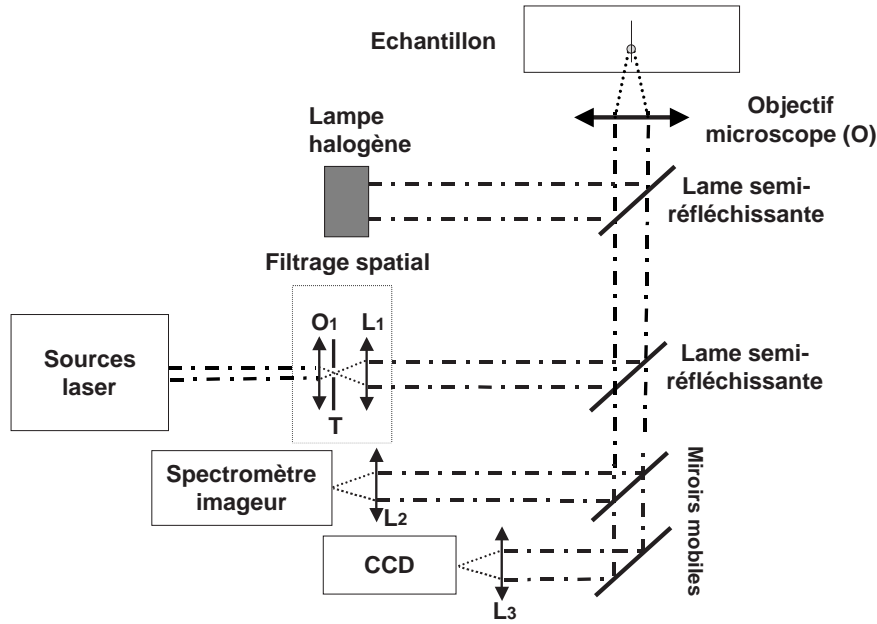 Echantillon
Objectif
microscope (O)
Lampe
halogène
Lame semi-
réfléchissante
Filtrage spatial
O1
L1
T
Sources
laser
Lame semi-
réfléchissante
Spectromètre
imageur
L2
Miroirs mobiles
CCD
L3